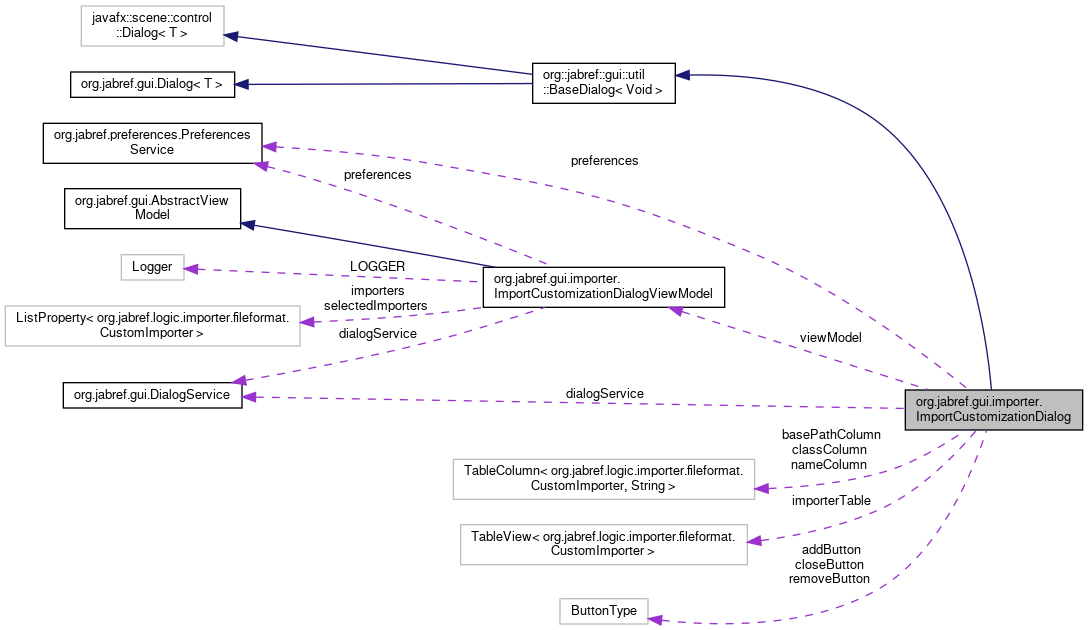 javafx::scene::control
::Dialog< T >
org.jabref.gui.Dialog< T >
org::jabref::gui::util
::BaseDialog< Void >
org.jabref.preferences.Preferences
Service
preferences
preferences
org.jabref.gui.AbstractView
Model
Logger
LOGGER
org.jabref.gui.importer.
ImportCustomizationDialogViewModel
importers
selectedImporters
ListProperty< org.jabref.logic.importer.fileformat.
CustomImporter >
dialogService
viewModel
org.jabref.gui.DialogService
dialogService
org.jabref.gui.importer.
ImportCustomizationDialog
basePathColumn
classColumn
nameColumn
TableColumn< org.jabref.logic.importer.fileformat.
CustomImporter, String >
importerTable
TableView< org.jabref.logic.importer.fileformat.
CustomImporter >
addButton
closeButton
removeButton
ButtonType